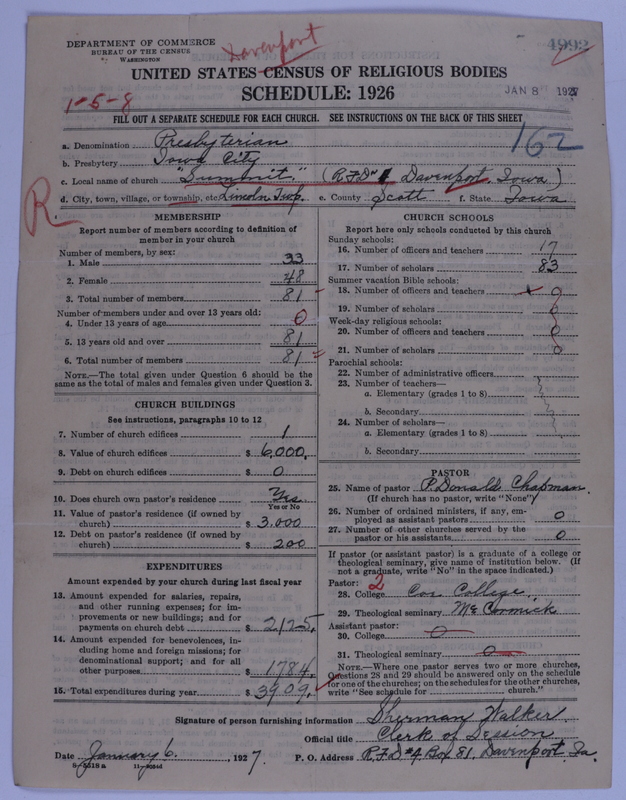 Davenport
4992
DEPARTMENT OF COMMERCE
BUREAU OF THE CENSUS
WASHINGTON
UNITED STATES CENSUS OF RELIGIOUS BODIES
SCHEDULE: 1926
JAN 8 1927
1-5-8
FILL OUT A SEPARATE SCHEDULE FOR EACH CHURCH. SEE INSTRUCTIONS ON THE BACK OF THIS SHEET
162
a. Denomination Presbyterian
b. Presbytery Iowa City
c. Local name of church "Summit" (RFD# 1, Davenport, Iowa)
d. City, town, village, or township, etc. Lincoln Twp. e. County Scott f. State Iowa
R
MEMBERSHIP
Report number of members according to definition of
member in your church
Number of members, by sex:
1. Male 33
2. Female 48
3. Total number of members 81
Number of members under and over 13 years old:
4. Under 13 years of age 0
5. 13 years old and over 81
6. Total number of members 81
NOTE.—The total given under Question 6 should be the
same as the total of males and females given under Question 3.
CHURCH BUILDINGS
See instructions, paragraphs 10 to 12
7. Number of church edifices 1
8. Value of church edifices $ 6,000.
9. Debt on church edifices $ 0
10. Does church own pastor's residence Yes.
Yes or No
11. Value of pastor's residence (if owned by
church) $ 3.000
12. Debt on pastor's residence (if owned by
church) $ 200
EXPENDITURES
Amount expended by your church during last fiscal year
13. Amount expended for salaries, repairs,
and other running expenses; for im-
provements or new buildings; and for
payments on church debt $ 2125.
14. Amount expended for benevolences, in-
cluding home and foreign missions; for
denominational support; and for all
other purposes $ 1784.
15. Total expenditures during year $ 3909.
CHURCH SCHOOLS
Report here only schools conducted by this church
Sunday schools:
16. Number of officers and teachers 17
17. Number of scholars 83
Summer vacation Bible schools:
18. Number of officers and teachers x 0
19. Number of scholars 0
Week-day religious schools:
20. Number of officers and teachers 0
21. Number of scholars 0
Parochial schools:
22. Number of administrative officers
23. Number of teachers—
a. Elementary (grades 1 to 8)
b. Secondary
24. Number of scholars—
a. Elementary (grades 1 to 8)
b. Secondary
PASTOR
25. Name of pastor P. Donald Chapman.
(If church has no pastor, write "None")
26. Number of ordained ministers, if any, em-
ployed as assistant pastors 0
27. Number of other churches served by the
pastor or his assistants 0
If pastor (or assistant pastor) is a graduate of a college or
theological seminary, give name of institution below. (If
not a graduate, write "No" in the space indicated.)
Pastor: 2
28. College Coe College
29. Theological seminary McCormick
Assistant pastor:
30. College 0
31. Theological seminary 0
NOTE.—Where one pastor serves two or more churches,
Questions 28 and 29 should be answered only on the schedule
for one of the churches; on the schedules for the other churches,
write "See schedule for church."
Signature of person furnishing information Sherman Walker
Official title Clerk of Session
Date January 6, 1927. P. O. Address R.F.D #4 Box 81, Davenport, Ia.
8-5518 a